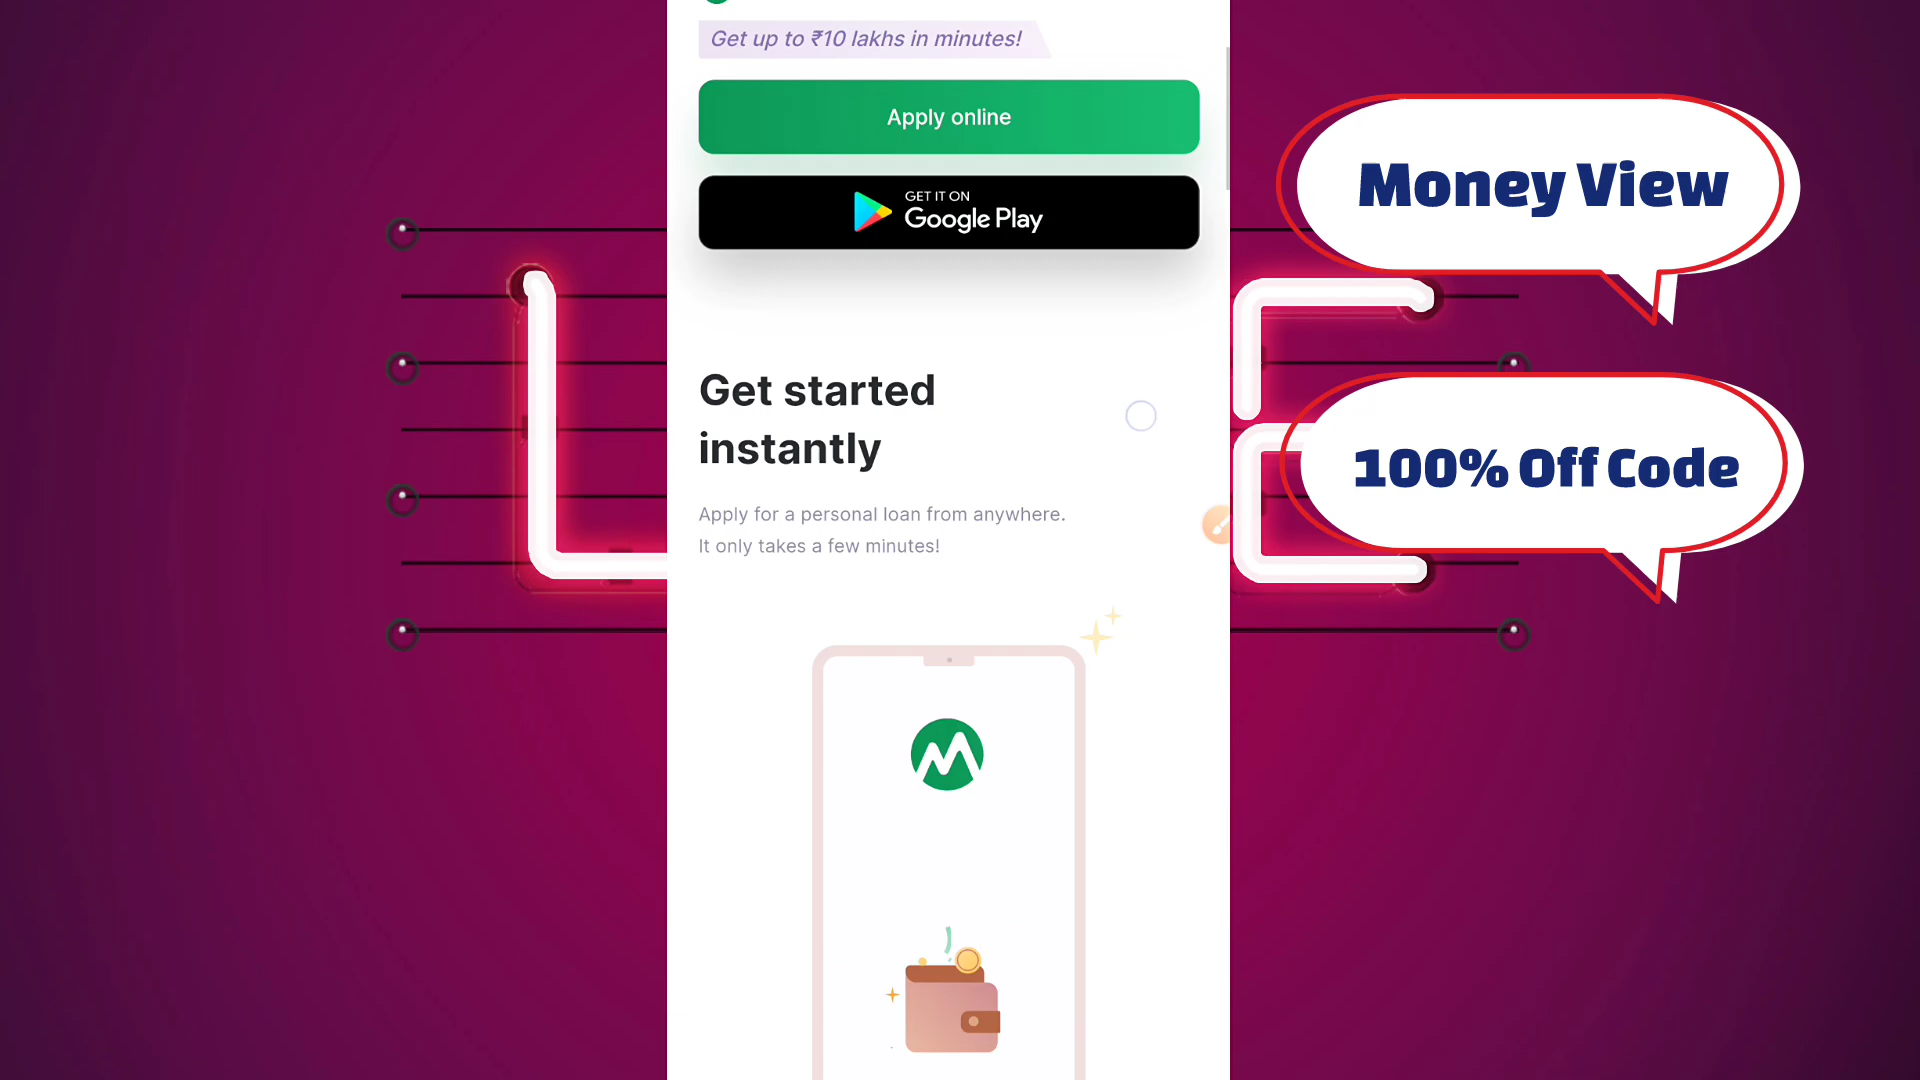 Get up to ₹10 lakhs in minutes!
Apply online
GET IT ON
Google Play
Get started
instantly
Apply for a personal loan from anywhere.
It only takes a few minutes!
Money View
100% Off Code